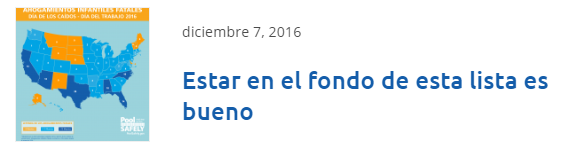 AHOGAMIENTOS INFANTILES FATALES
DÍA DE LOS CAÍDOS - DÍA DEL TRABAJO 2016
Pool
SAFELY
diciembre 7, 2016
Estar en el fondo de esta lista es
bueno